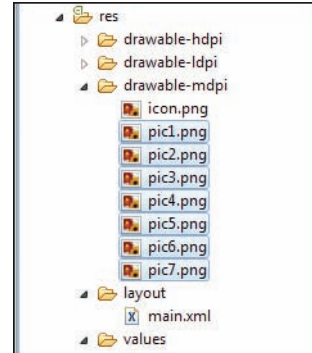 res
drawable-hdpi
drawable-ldpi
drawable-mdpi
icon.png
pic1.png
pic2.png
pic3.png
pic4.png
pic5.png
pic6.png
pic7.png
layout
main.xml
values